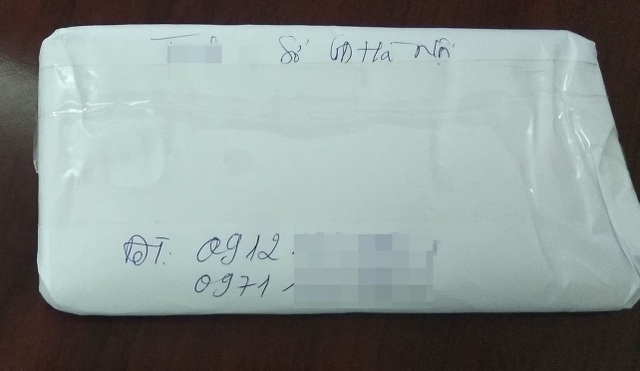 Sở GD Hà Nội
ĐT: 0912
0971